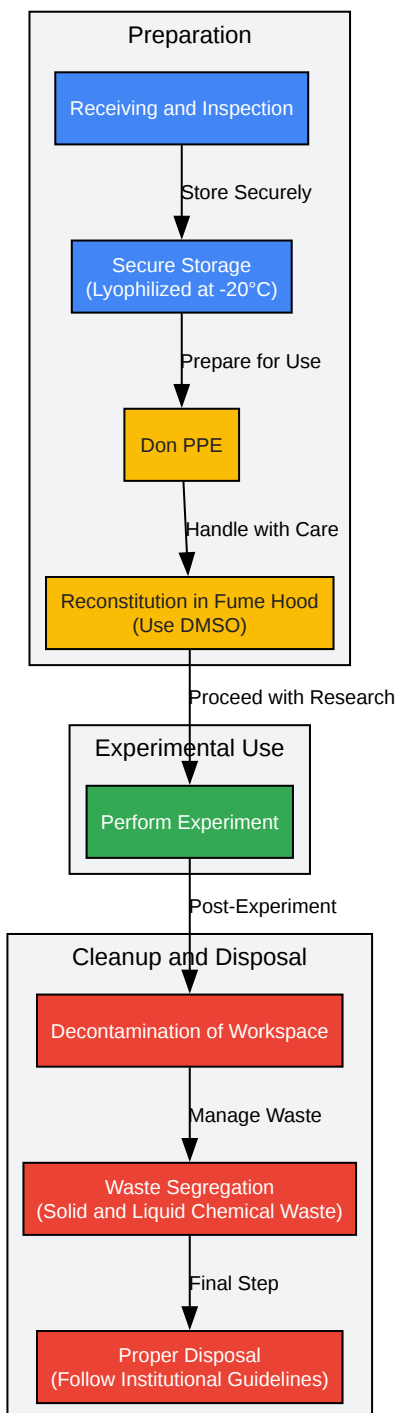 Preparation
Receiving and Inspection
Store Securely
Secure Storage
(Lyophilized at -20°C)
Prepare for Use
Don PPE
Handle with Care
Reconstitution in Fume Hood
(Use DMSO)
Proceed with Research
Experimental Use
Perform Experiment
Post-Experiment
Cleanup and Disposal
Decontamination of Workspace
Manage Waste
Waste Segregation
(Solid and Liquid Chemical Waste)
Final Step
Proper Disposal
(Follow Institutional Guidelines)